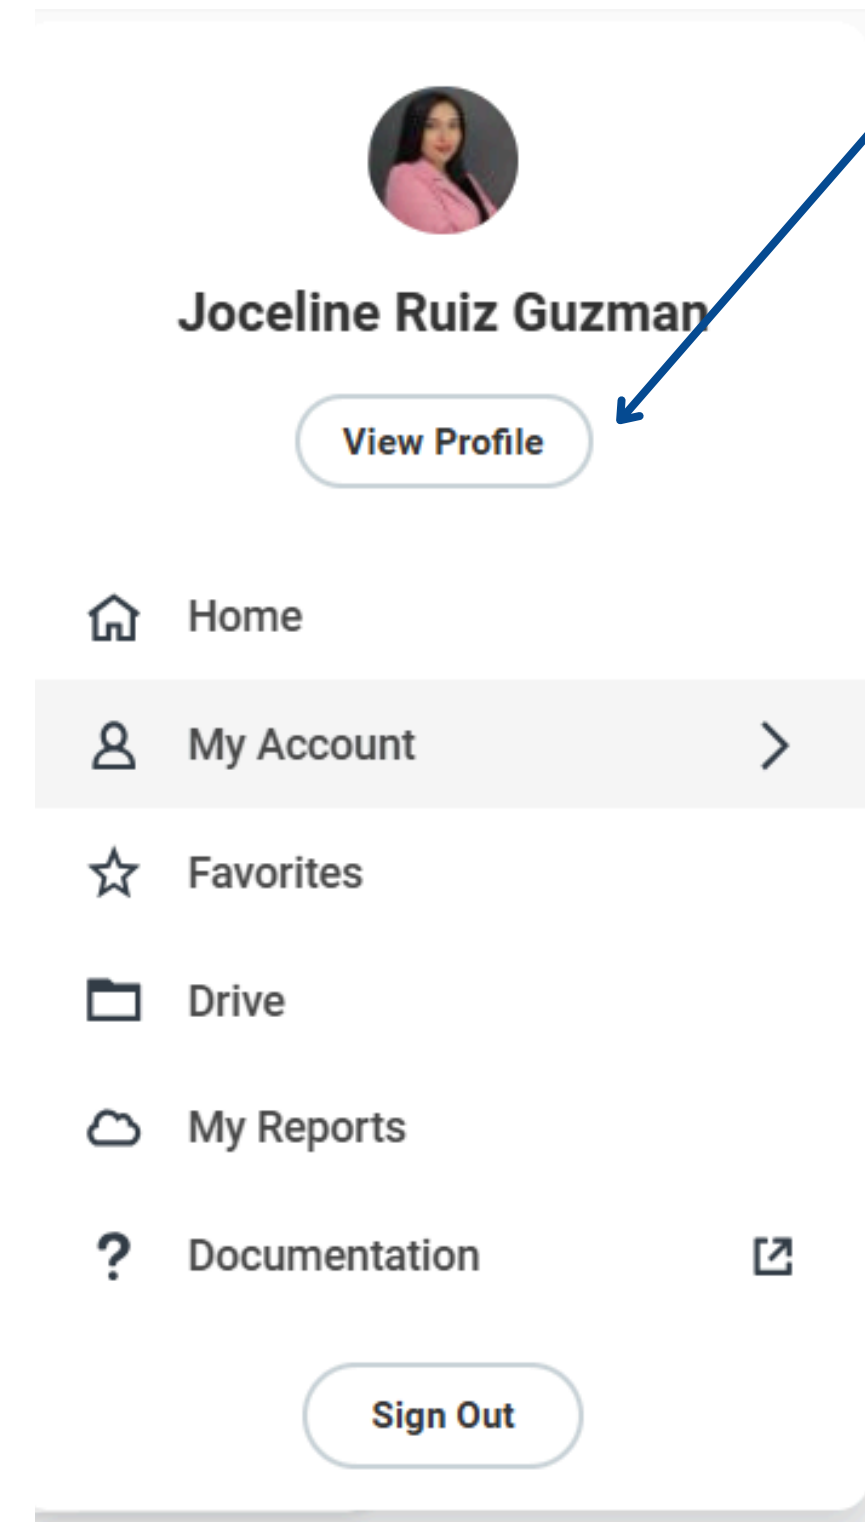 Joceline Ruiz Guzman
View Profile
Home
My Account
Favorites
Drive
My Reports
Documentation
Sign Out